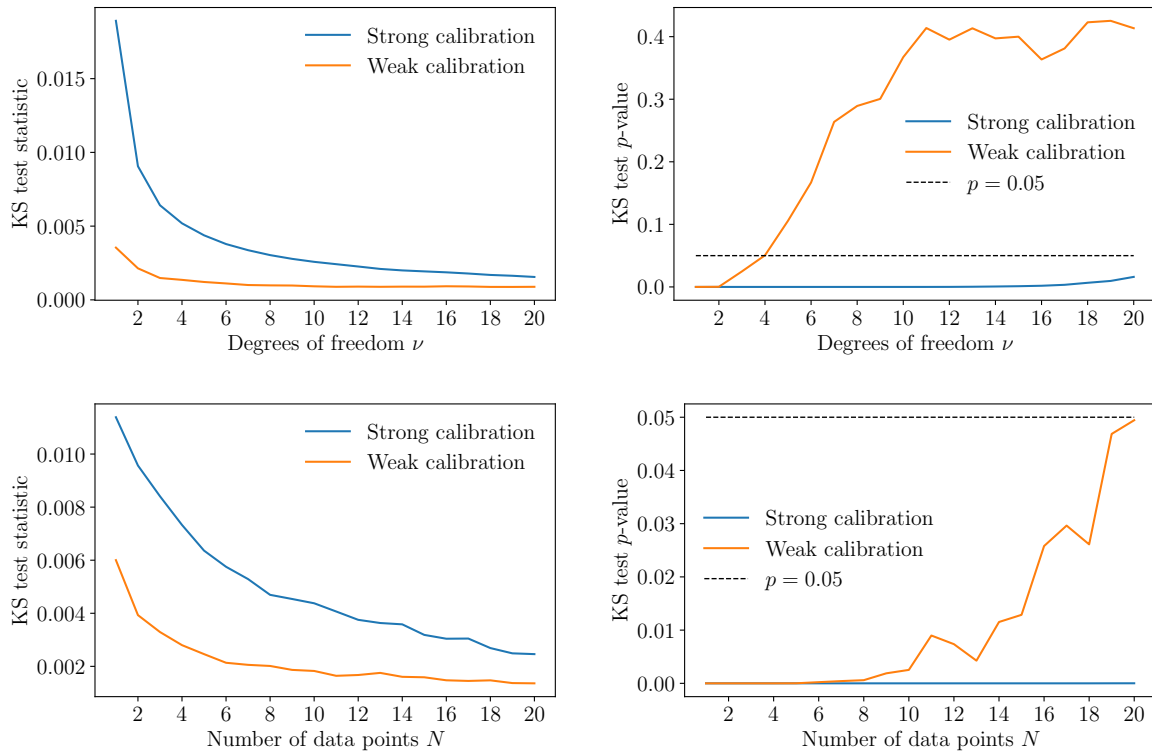 KS test statistic
0.015
0.010
0.005
0.000
Strong calibration
Weak calibration
2 4 6 8 10 12 14 16 18 20
Degrees of freedom ν
KS test p-value
0.4
0.3
0.2
0.1
0.0
Strong calibration
Weak calibration
p = 0.05
2 4 6 8 10 12 14 16 18 20
Degrees of freedom ν
KS test statistic
0.010
0.008
0.006
0.004
0.002
Strong calibration
Weak calibration
2 4 6 8 10 12 14 16 18 20
Number of data points N
KS test p-value
0.05
0.04
0.03
0.02
0.01
0.00
Strong calibration
Weak calibration
p = 0.05
2 4 6 8 10 12 14 16 18 20
Number of data points N